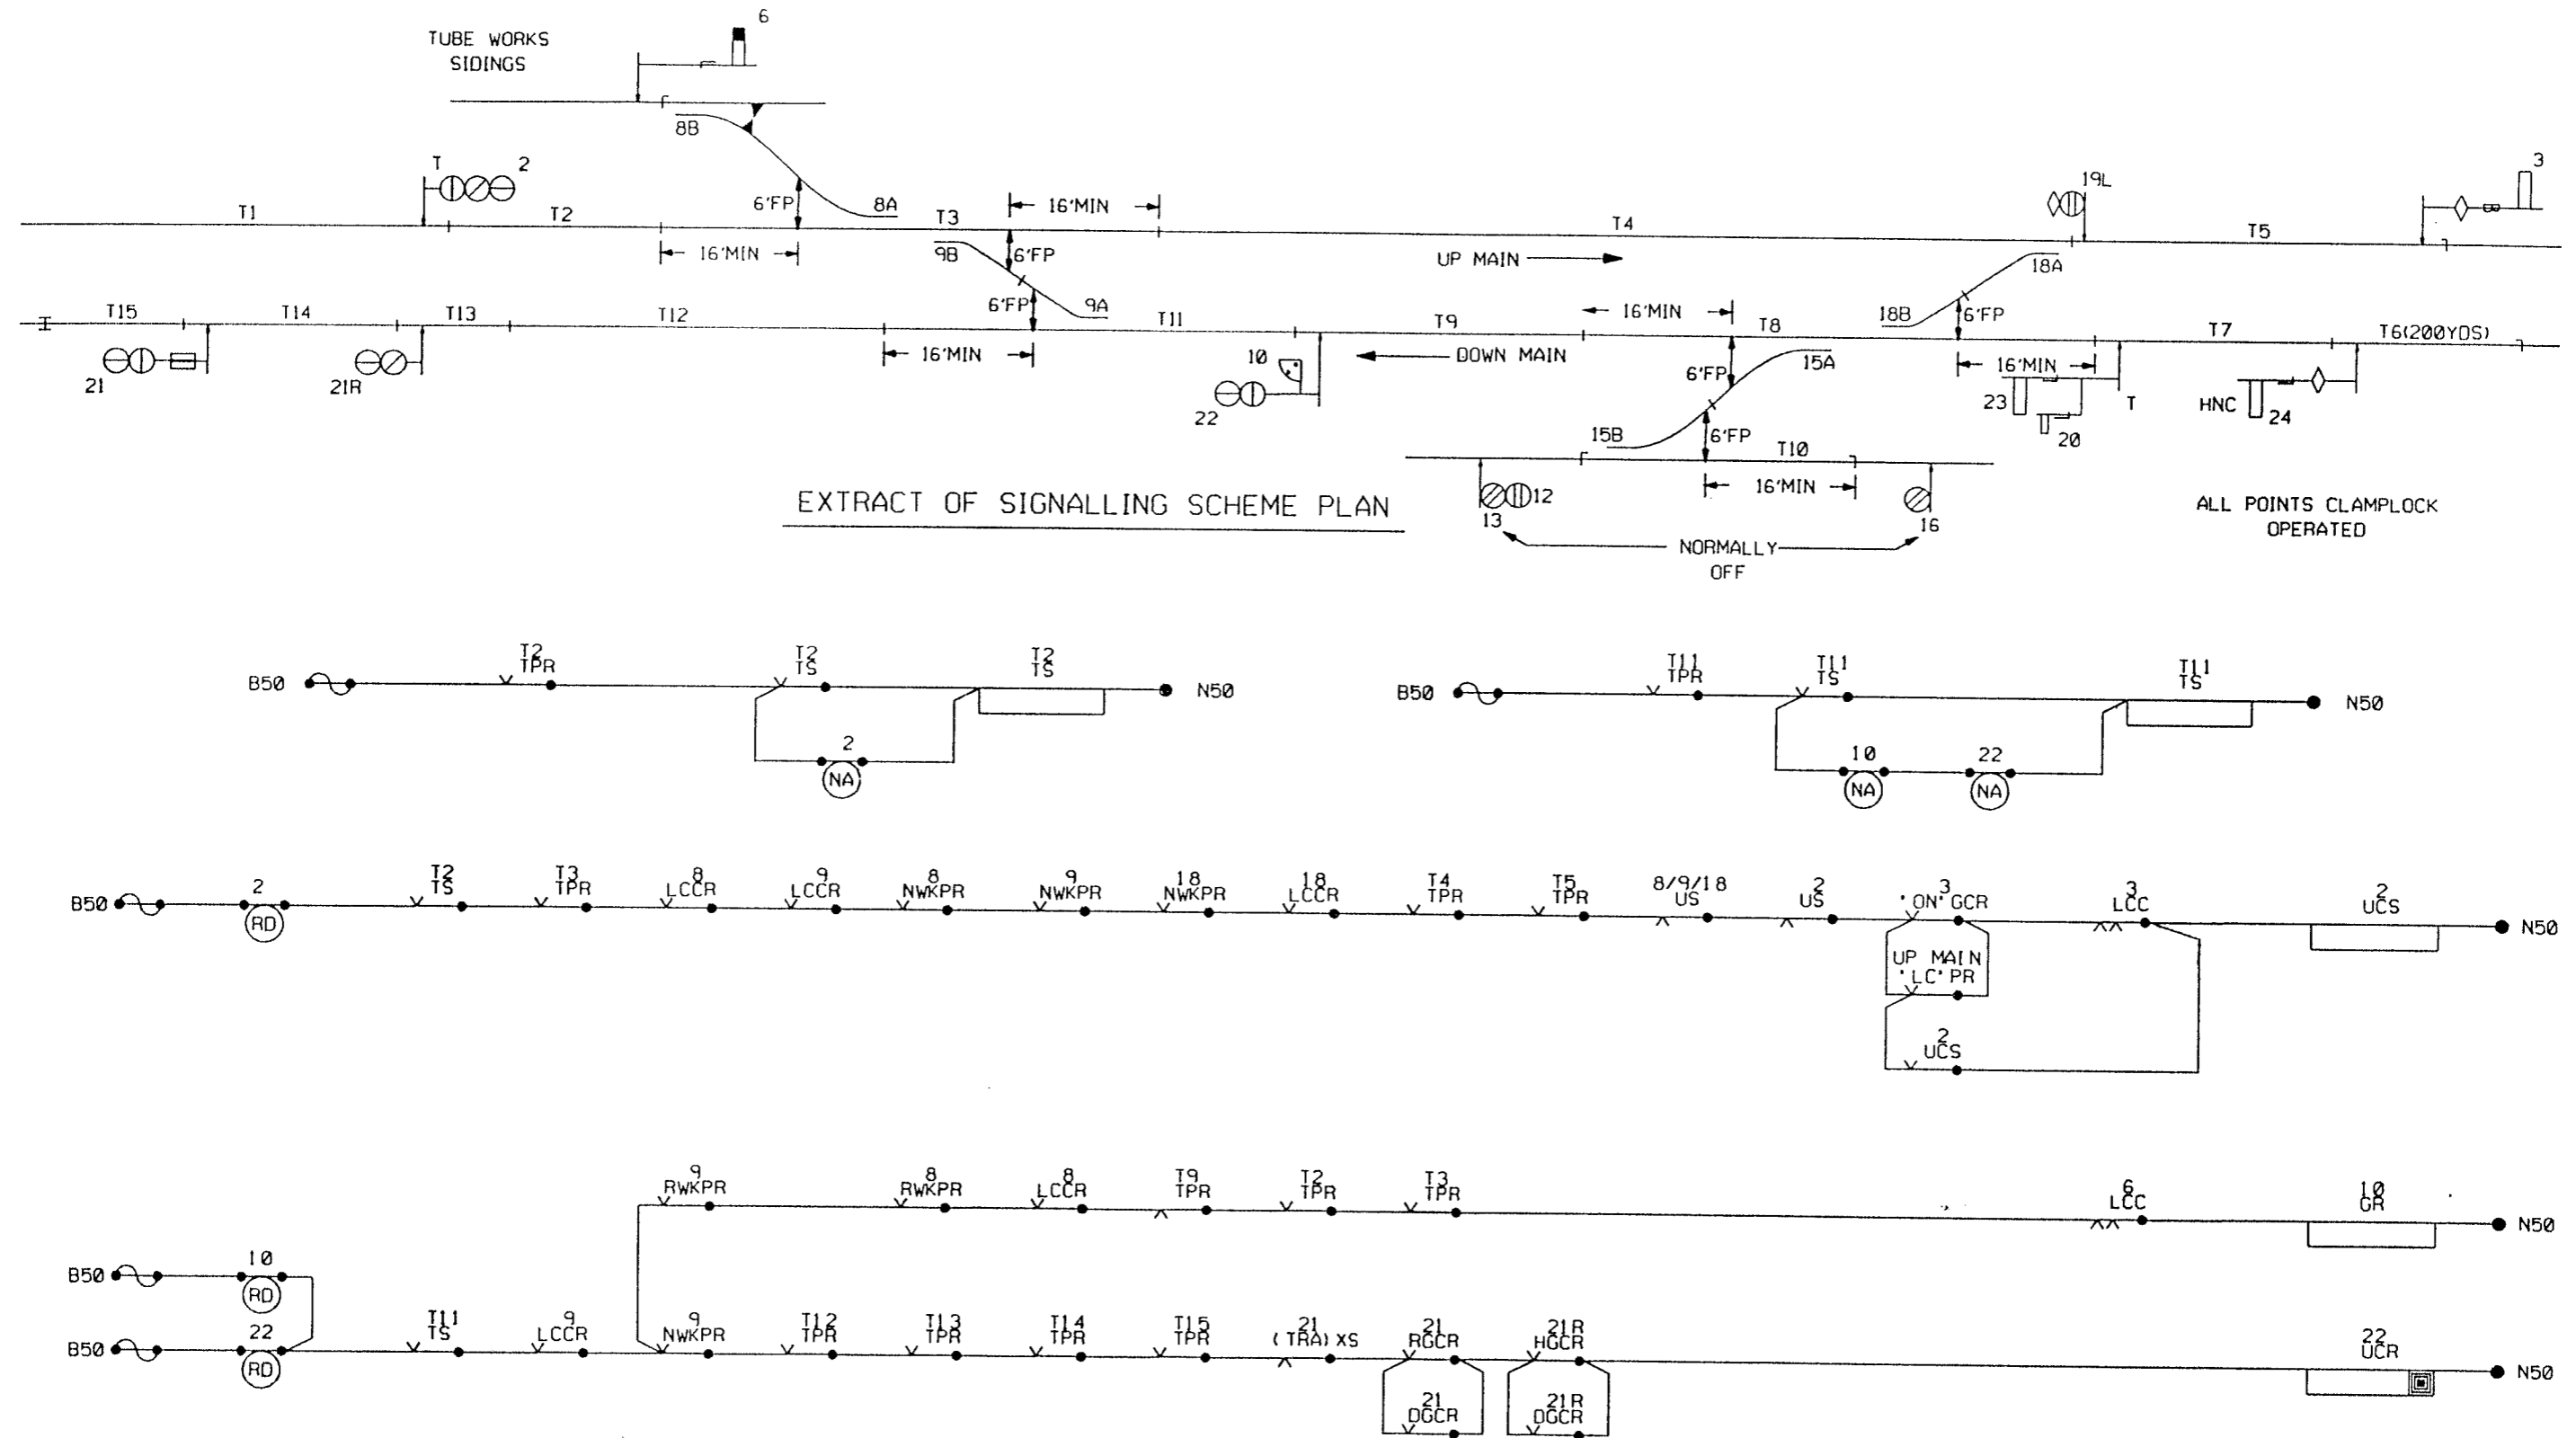 6
TUBE WORKS
SIDINGS
8B
T
2
T1
T2
6'FP
8A
T3
16'MIN
T4
19L
T5
3
16'MIN
9B
6'FP
UP MAIN
18A
T15
T14
T13
T12
6'FP
9A
T11
T9
16'MIN
T8
18B
6'FP
T7
T6(200YDS)
21
21R
16'MIN
10
22
DOWN MAIN
6'FP
15A
16'MIN
23
20
T
HNC
24
15B
6'FP
T10
16'MIN
13
12
16
EXTRACT OF SIGNALLING SCHEME PLAN
NORMALLY
OFF
ALL POINTS CLAMPLOCK
OPERATED
B50
T2
TPR
T2
TS
T2
TS
N50
2
NA
B50
T11
TPR
T11
TS
T11
TS
N50
10
NA
22
NA
B50
2
RD
T2
TS
T3
TPR
8
LCCR
9
LCCR
8
NWKPR
9
NWKPR
18
NWKPR
18
LCCR
T4
TPR
T5
TPR
8/9/18
US
2
US
3
'ON' GCR
3
LCC
2
UCS
N50
UP MAIN
'LC' PR
2
UCS
9
RWKPR
8
RWKPR
8
LCCR
T9
TPR
T2
TPR
T3
TPR
6
LCC
10
GR
N50
B50
10
RD
B50
22
RD
T11
TS
9
LCCR
9
NWKPR
T12
TPR
T13
TPR
T14
TPR
T15
TPR
21
(TRA)XS
21
RGCR
21R
HGCR
22
UCR
N50
21
DGCR
21R
DGCR